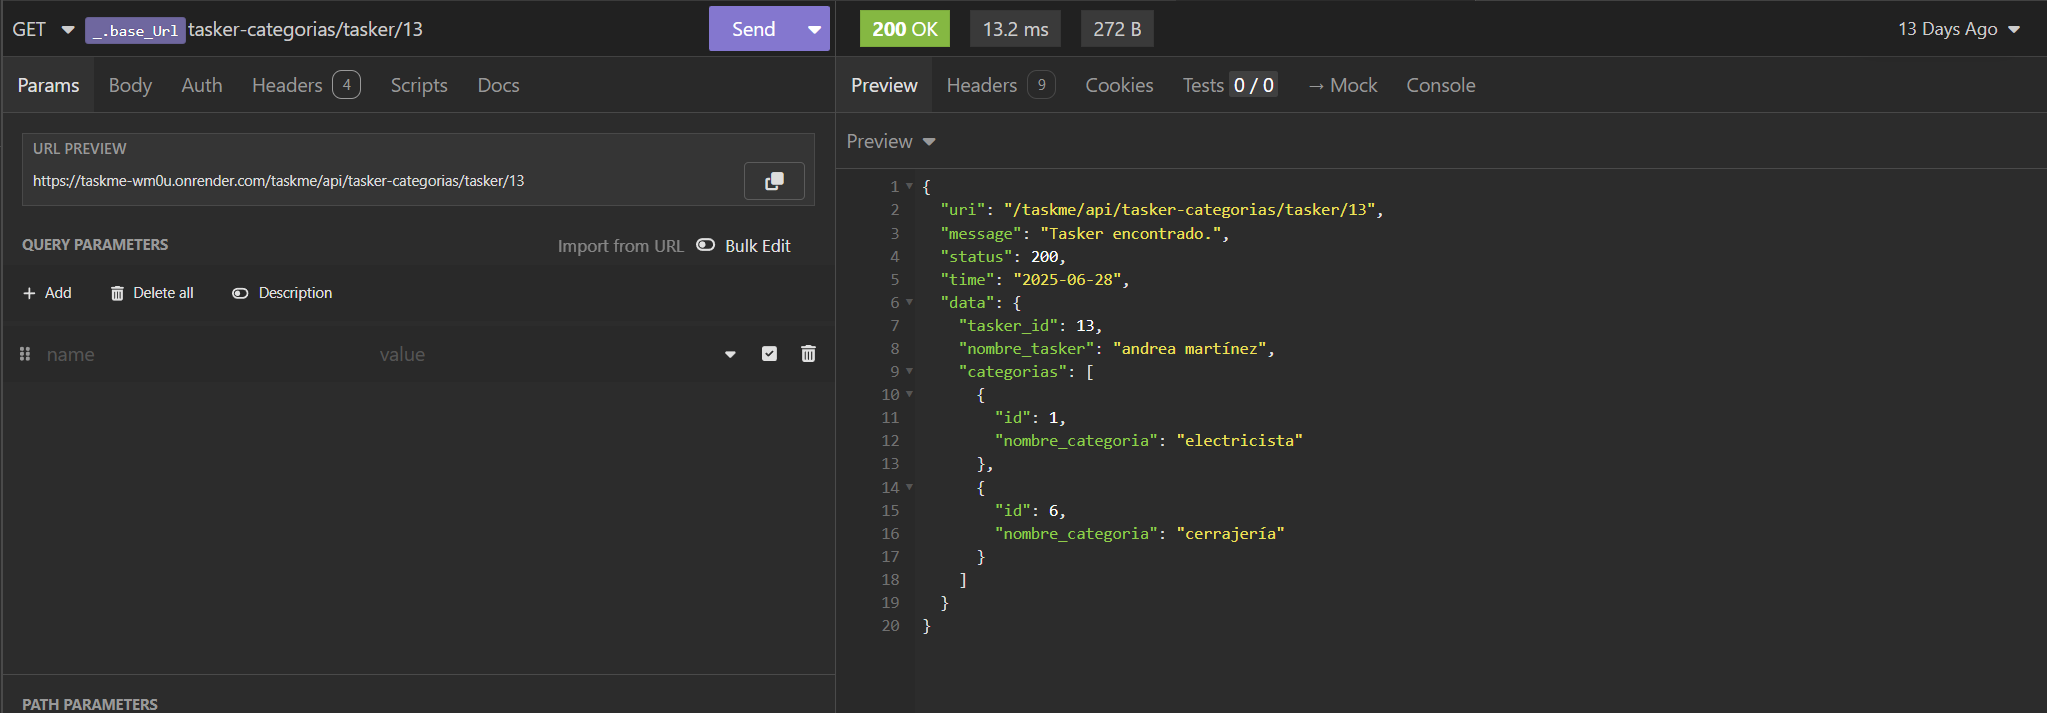 GET _.base_Url tasker-categorias/tasker/13 Send
Params Body Auth Headers 4 Scripts Docs
URL PREVIEW
https://taskme-wm0u.onrender.com/taskme/api/tasker-categorias/tasker/13
QUERY PARAMETERS Import from URL Bulk Edit
+ Add Delete all Description
name value
PATH PARAMETERS
200 OK 13.2 ms 272 B 13 Days Ago
Preview Headers 9 Cookies Tests 0 / 0 → Mock Console
Preview
1 {
2 "uri": "/taskme/api/tasker-categorias/tasker/13",
3 "message": "Tasker encontrado.",
4 "status": 200,
5 "time": "2025-06-28",
6 "data": {
7 "tasker_id": 13,
8 "nombre_tasker": "andrea martínez",
9 "categorias": [
10 {
11 "id": 1,
12 "nombre_categoria": "electricista"
13 },
14 {
15 "id": 6,
16 "nombre_categoria": "cerrajería"
17 }
18 ]
19 }
20 }